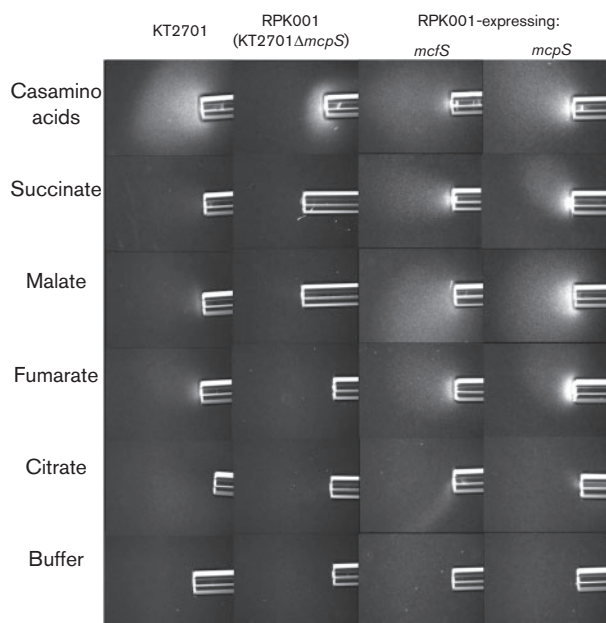 KT2701
RPK001
(KT2701ΔmcpS)
RPK001-expressing:
mcfS
mcpS
Casamino
acids
Succinate
Malate
Fumarate
Citrate
Buffer